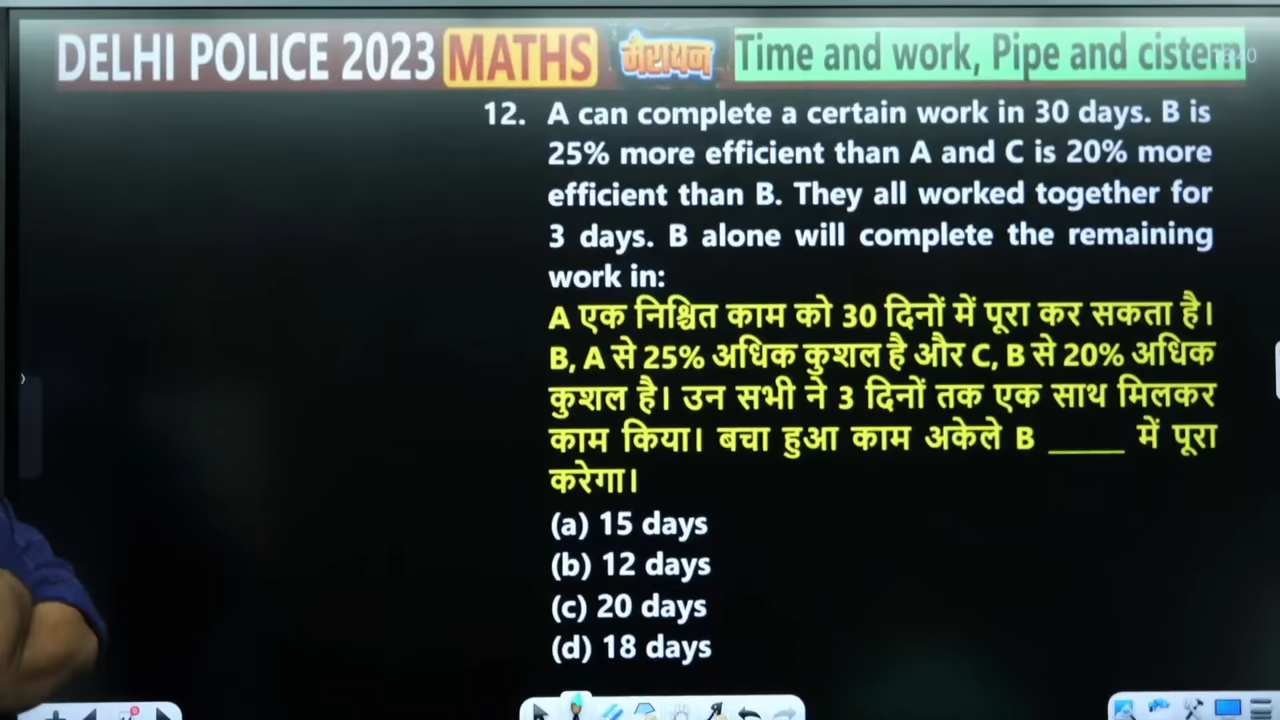 DELHI POLICE 2023 MATHS मैराथन Time and work, Pipe and cistern
12. A can complete a certain work in 30 days. B is
25% more efficient than A and C is 20% more
efficient than B. They all worked together for
3 days. B alone will complete the remaining
work in:
A एक निश्चित काम को 30 दिनों में पूरा कर सकता है।
B, A से 25% अधिक कुशल है और C, B से 20% अधिक
कुशल है। उन सभी ने 3 दिनों तक एक साथ मिलकर
काम किया। बचा हुआ काम अकेले B _____ में पूरा
करेगा।
(a) 15 days
(b) 12 days
(c) 20 days
(d) 18 days